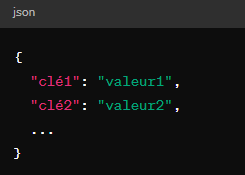 json
{
"clé1": "valeur1",
"clé2": "valeur2",
...
}